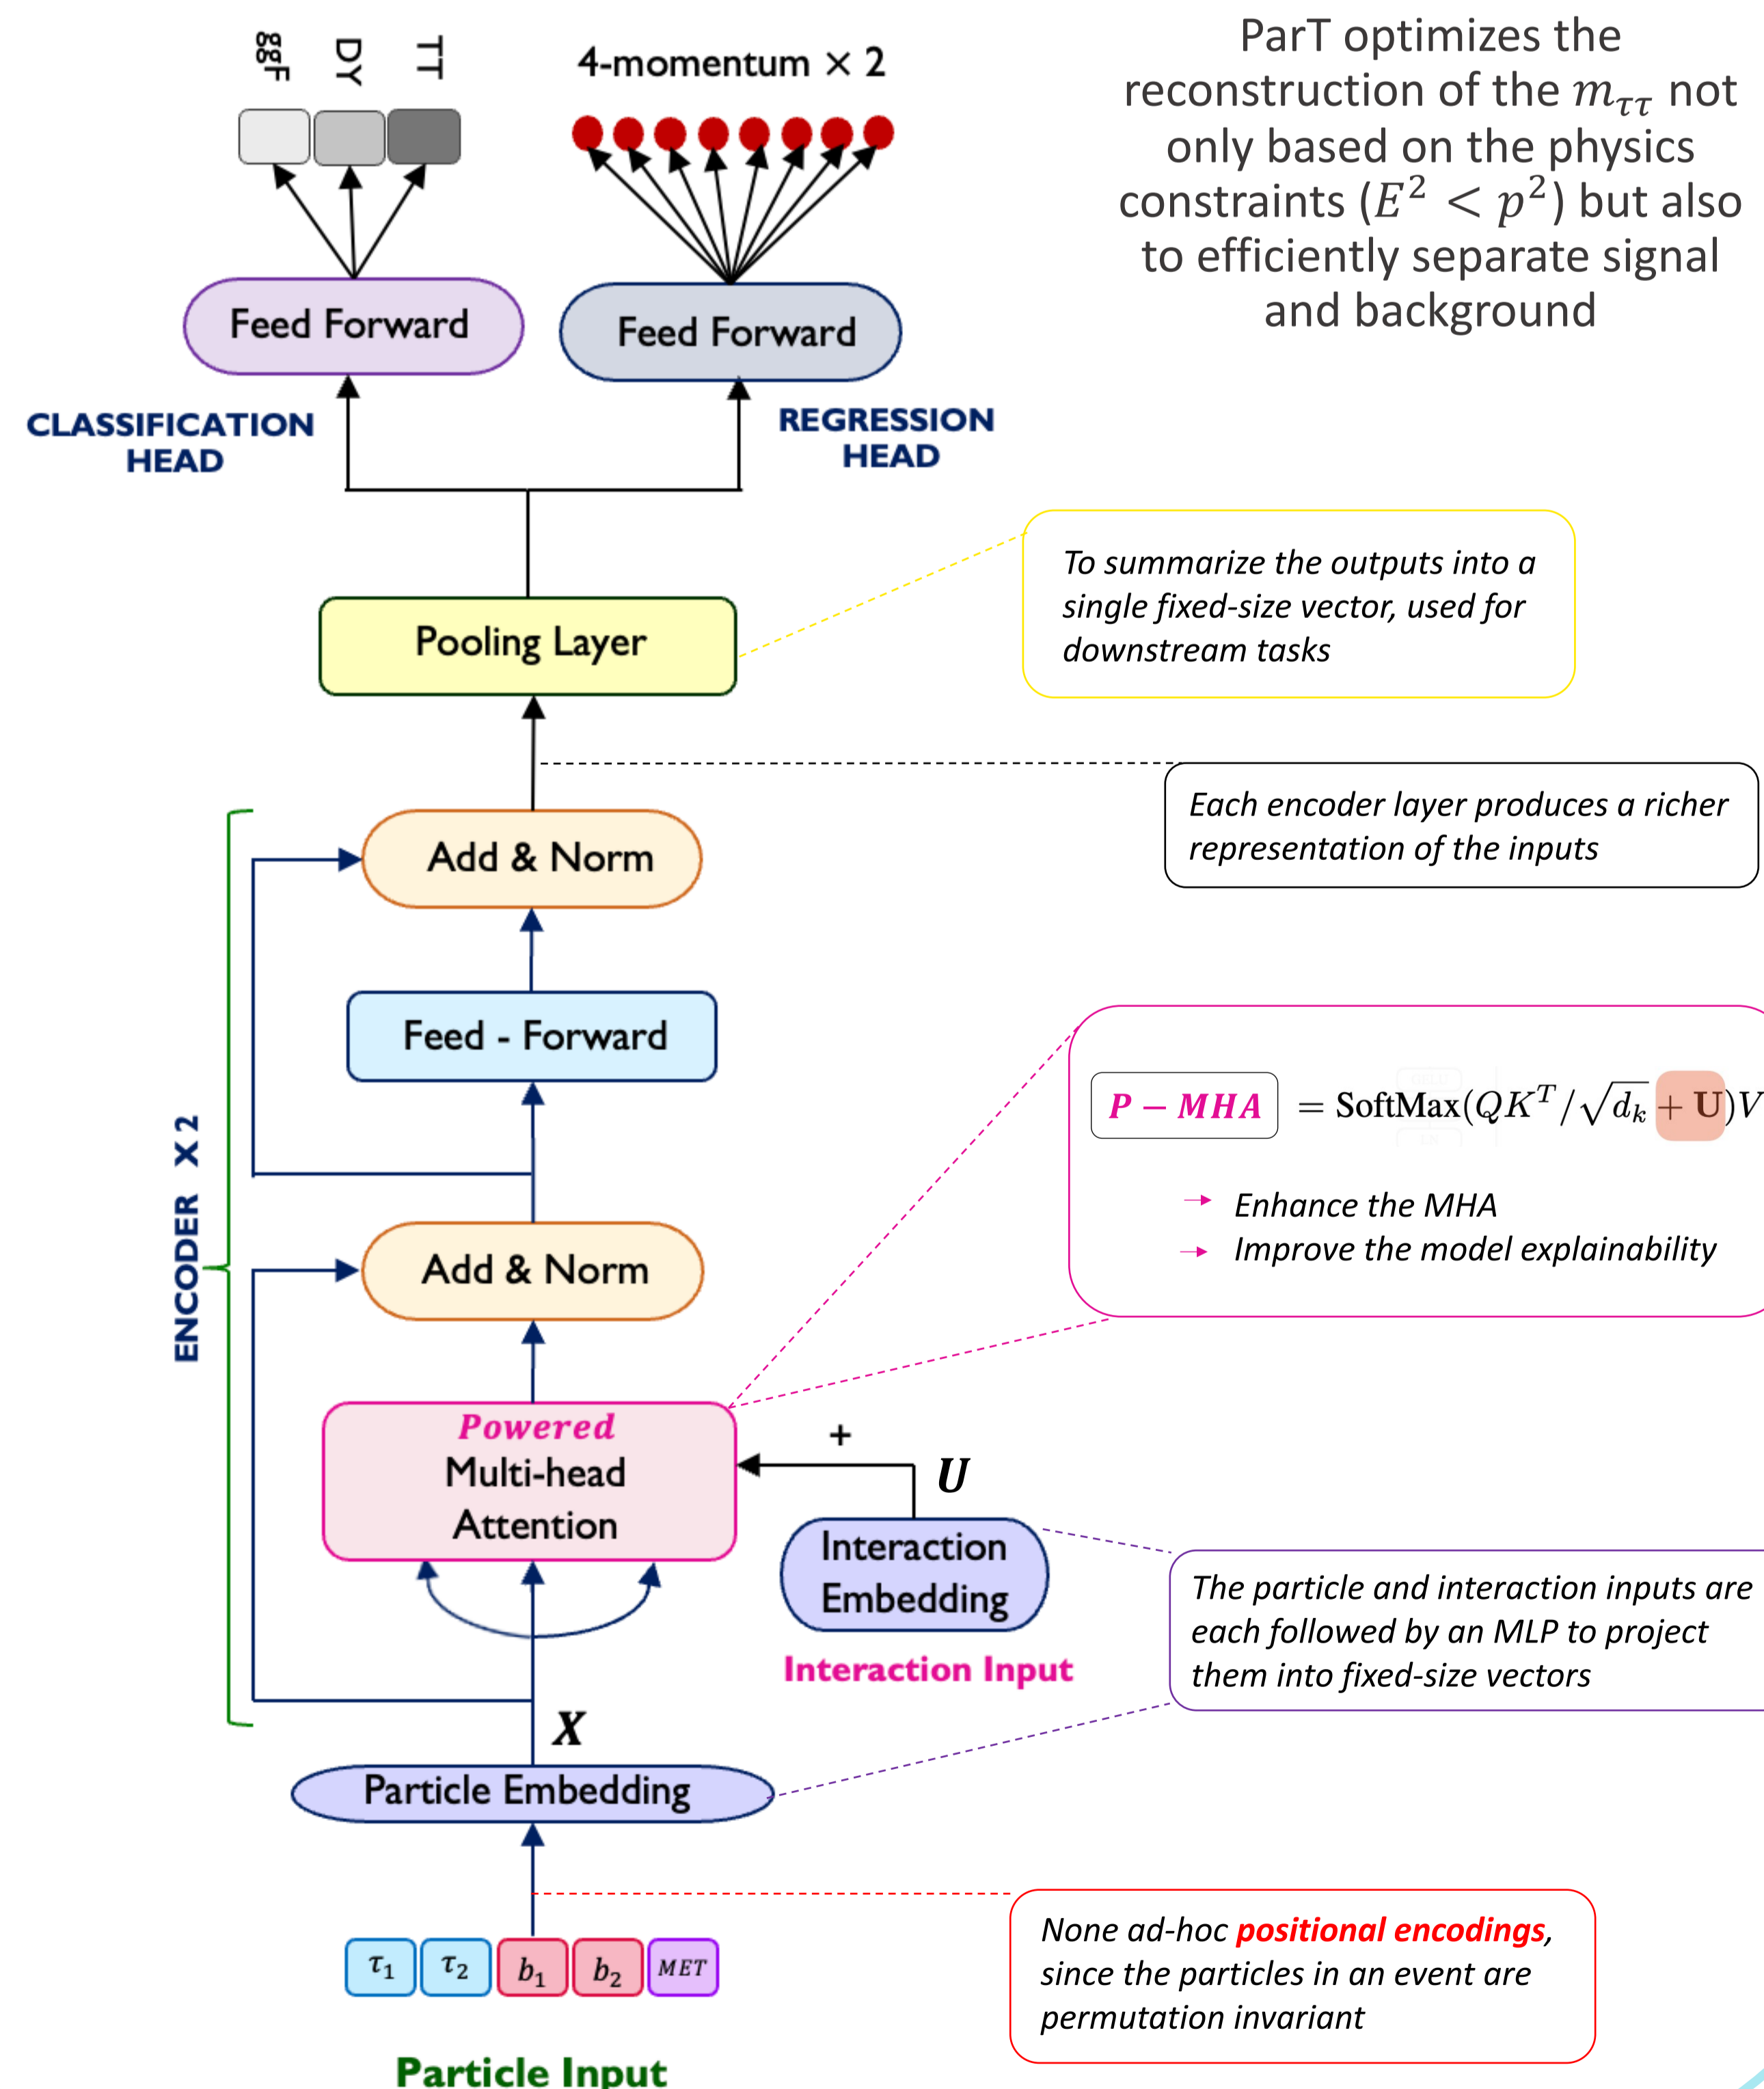 ggF
DY
TT
4-momentum × 2
ParT optimizes the
reconstruction of the $m_{\tau\tau}$ not
only based on the physics
constraints ($E^2 < p^2$) but also
to efficiently separate signal
and background
Feed Forward
Feed Forward
CLASSIFICATION
HEAD
REGRESSION
HEAD
To summarize the outputs into a
single fixed-size vector, used for
downstream tasks
Pooling Layer
Each encoder layer produces a richer
representation of the inputs
Add & Norm
Feed - Forward
ENCODER X 2
P − MHA = SoftMax($QK^T/\sqrt{d_k}$ + U)V
Enhance the MHA
Improve the model explainability
Add & Norm
Powered
Multi-head
Attention
+
U
Interaction
Embedding
Interaction Input
The particle and interaction inputs are
each followed by an MLP to project
them into fixed-size vectors
X
Particle Embedding
None ad-hoc positional encodings,
since the particles in an event are
permutation invariant
$\tau_1$ $\tau_2$ $b_1$ $b_2$ MET
Particle Input